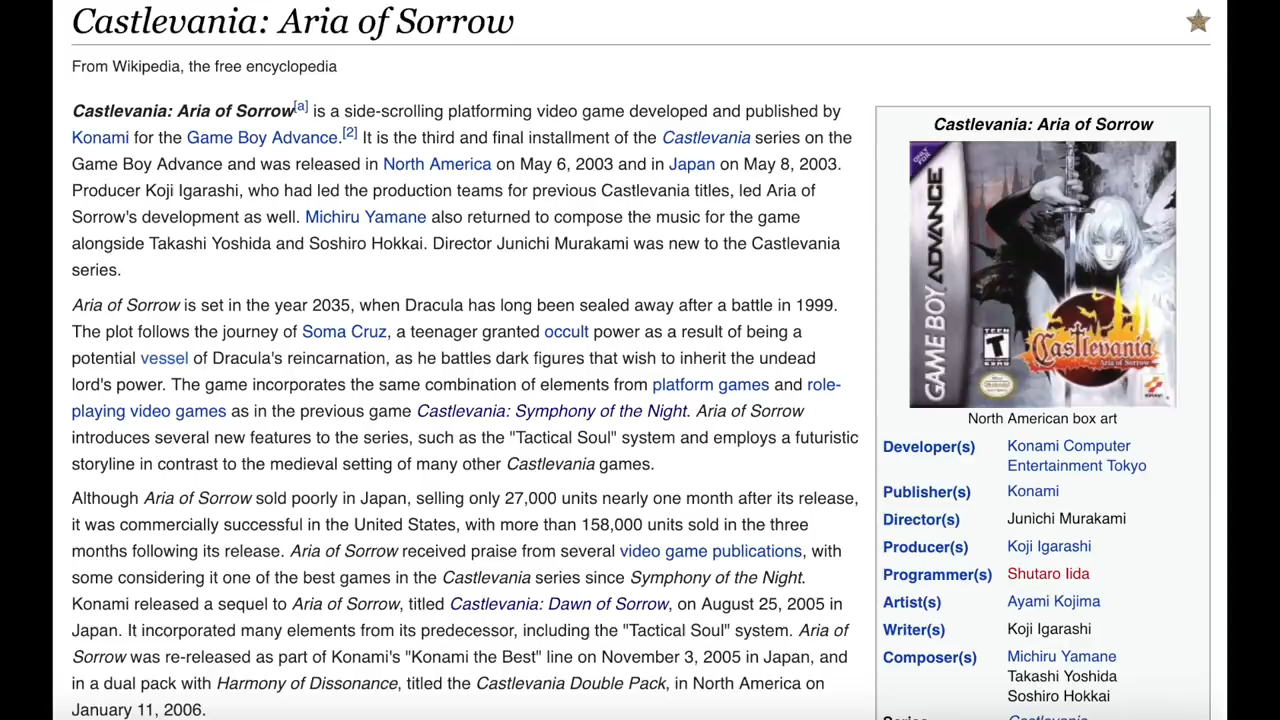 Castlevania: Aria of Sorrow
From Wikipedia, the free encyclopedia
Castlevania: Aria of Sorrow[a] is a side-scrolling platforming video game developed and published by
Konami for the Game Boy Advance.[2] It is the third and final installment of the Castlevania series on the
Game Boy Advance and was released in North America on May 6, 2003 and in Japan on May 8, 2003.
Producer Koji Igarashi, who had led the production teams for previous Castlevania titles, led Aria of
Sorrow's development as well. Michiru Yamane also returned to compose the music for the game
alongside Takashi Yoshida and Soshiro Hokkai. Director Junichi Murakami was new to the Castlevania
series.
Aria of Sorrow is set in the year 2035, when Dracula has long been sealed away after a battle in 1999.
The plot follows the journey of Soma Cruz, a teenager granted occult power as a result of being a
potential vessel of Dracula's reincarnation, as he battles dark figures that wish to inherit the undead
lord's power. The game incorporates the same combination of elements from platform games and role-
playing video games as in the previous game Castlevania: Symphony of the Night. Aria of Sorrow
introduces several new features to the series, such as the "Tactical Soul" system and employs a futuristic
storyline in contrast to the medieval setting of many other Castlevania games.
Although Aria of Sorrow sold poorly in Japan, selling only 27,000 units nearly one month after its release,
it was commercially successful in the United States, with more than 158,000 units sold in the three
months following its release. Aria of Sorrow received praise from several video game publications, with
some considering it one of the best games in the Castlevania series since Symphony of the Night.
Konami released a sequel to Aria of Sorrow, titled Castlevania: Dawn of Sorrow, on August 25, 2005 in
Japan. It incorporated many elements from its predecessor, including the "Tactical Soul" system. Aria of
Sorrow was re-released as part of Konami's "Konami the Best" line on November 3, 2005 in Japan, and
in a dual pack with Harmony of Dissonance, titled the Castlevania Double Pack, in North America on
January 11, 2006.
Castlevania: Aria of Sorrow
ONLY FOR
GAME BOY ADVANCE
TEEN
T
Castlevania
Aria of Sorrow
KONAMI
North American box art
Developer(s) Konami Computer
Entertainment Tokyo
Publisher(s) Konami
Director(s) Junichi Murakami
Producer(s) Koji Igarashi
Programmer(s) Shutaro Iida
Artist(s) Ayami Kojima
Writer(s) Koji Igarashi
Composer(s) Michiru Yamane
Takashi Yoshida
Soshiro Hokkai
Series Castlevania